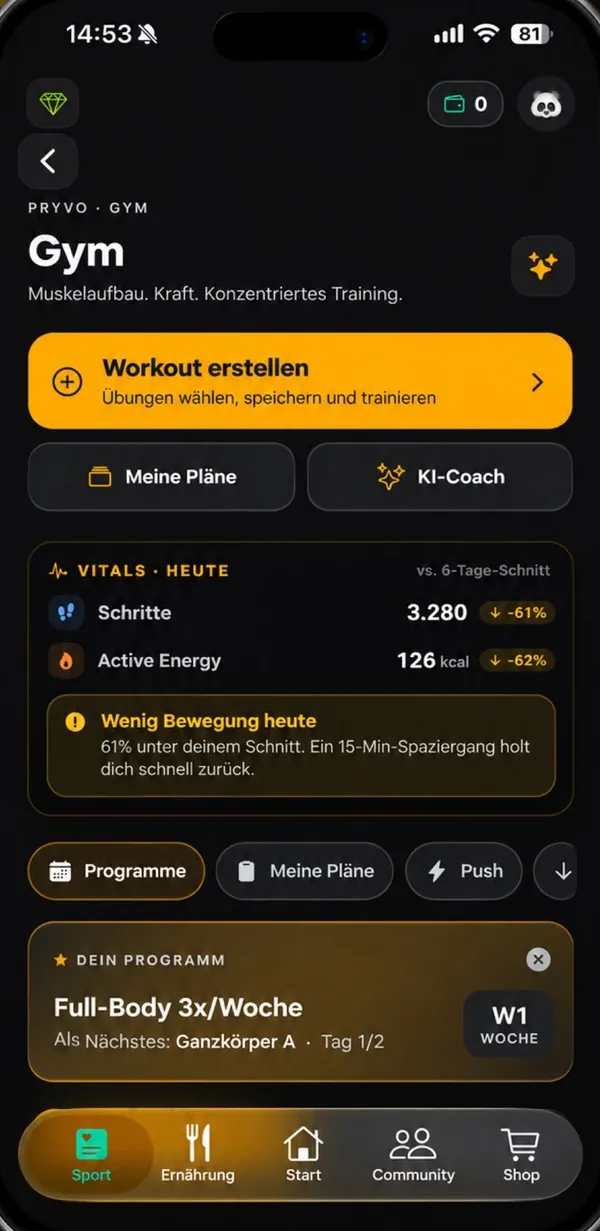 14:53
81
0
PRYVO · GYM
Gym
Muskelaufbau. Kraft. Konzentriertes Training.
Workout erstellen
Übungen wählen, speichern und trainieren
Meine Pläne
KI-Coach
VITALS · HEUTE
vs. 6-Tage-Schnitt
Schritte
3.280
↓ -61%
Active Energy
126 kcal
↓ -62%
Wenig Bewegung heute
61% unter deinem Schnitt. Ein 15-Min-Spaziergang holt
dich schnell zurück.
Programme
Meine Pläne
Push
DEIN PROGRAMM
Full-Body 3x/Woche
Als Nächstes: Ganzkörper A · Tag 1/2
W1
WOCHE
Sport
Ernährung
Start
Community
Shop